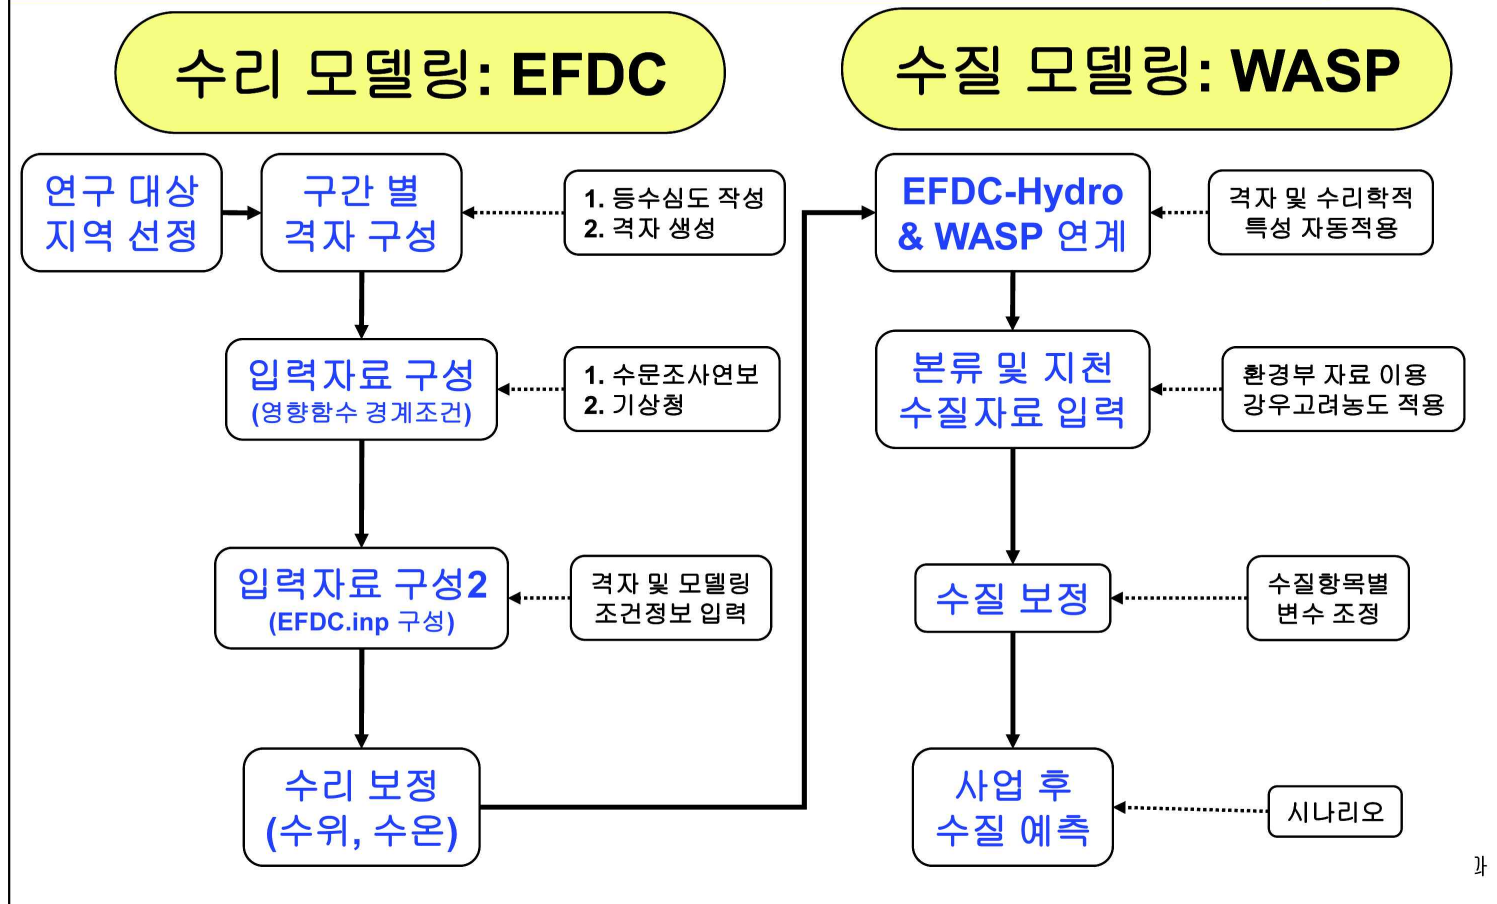 수리 모델링: EFDC
연구 대상
지역 선정
구간 별
격자 구성
1. 등수심도 작성
2. 격자 생성
입력자료 구성
(영향함수 경계조건)
1. 수문조사연보
2. 기상청
입력자료 구성2
(EFDC.inp 구성)
격자 및 모델링
조건정보 입력
수리 보정
(수위, 수온)
수질 모델링: WASP
EFDC-Hydro
& WASP 연계
격자 및 수리학적
특성 자동적용
본류 및 지천
수질자료 입력
환경부 자료 이용
강우고려농도 적용
수질 보정
수질항목별
변수 조정
사업 후
수질 예측
시나리오